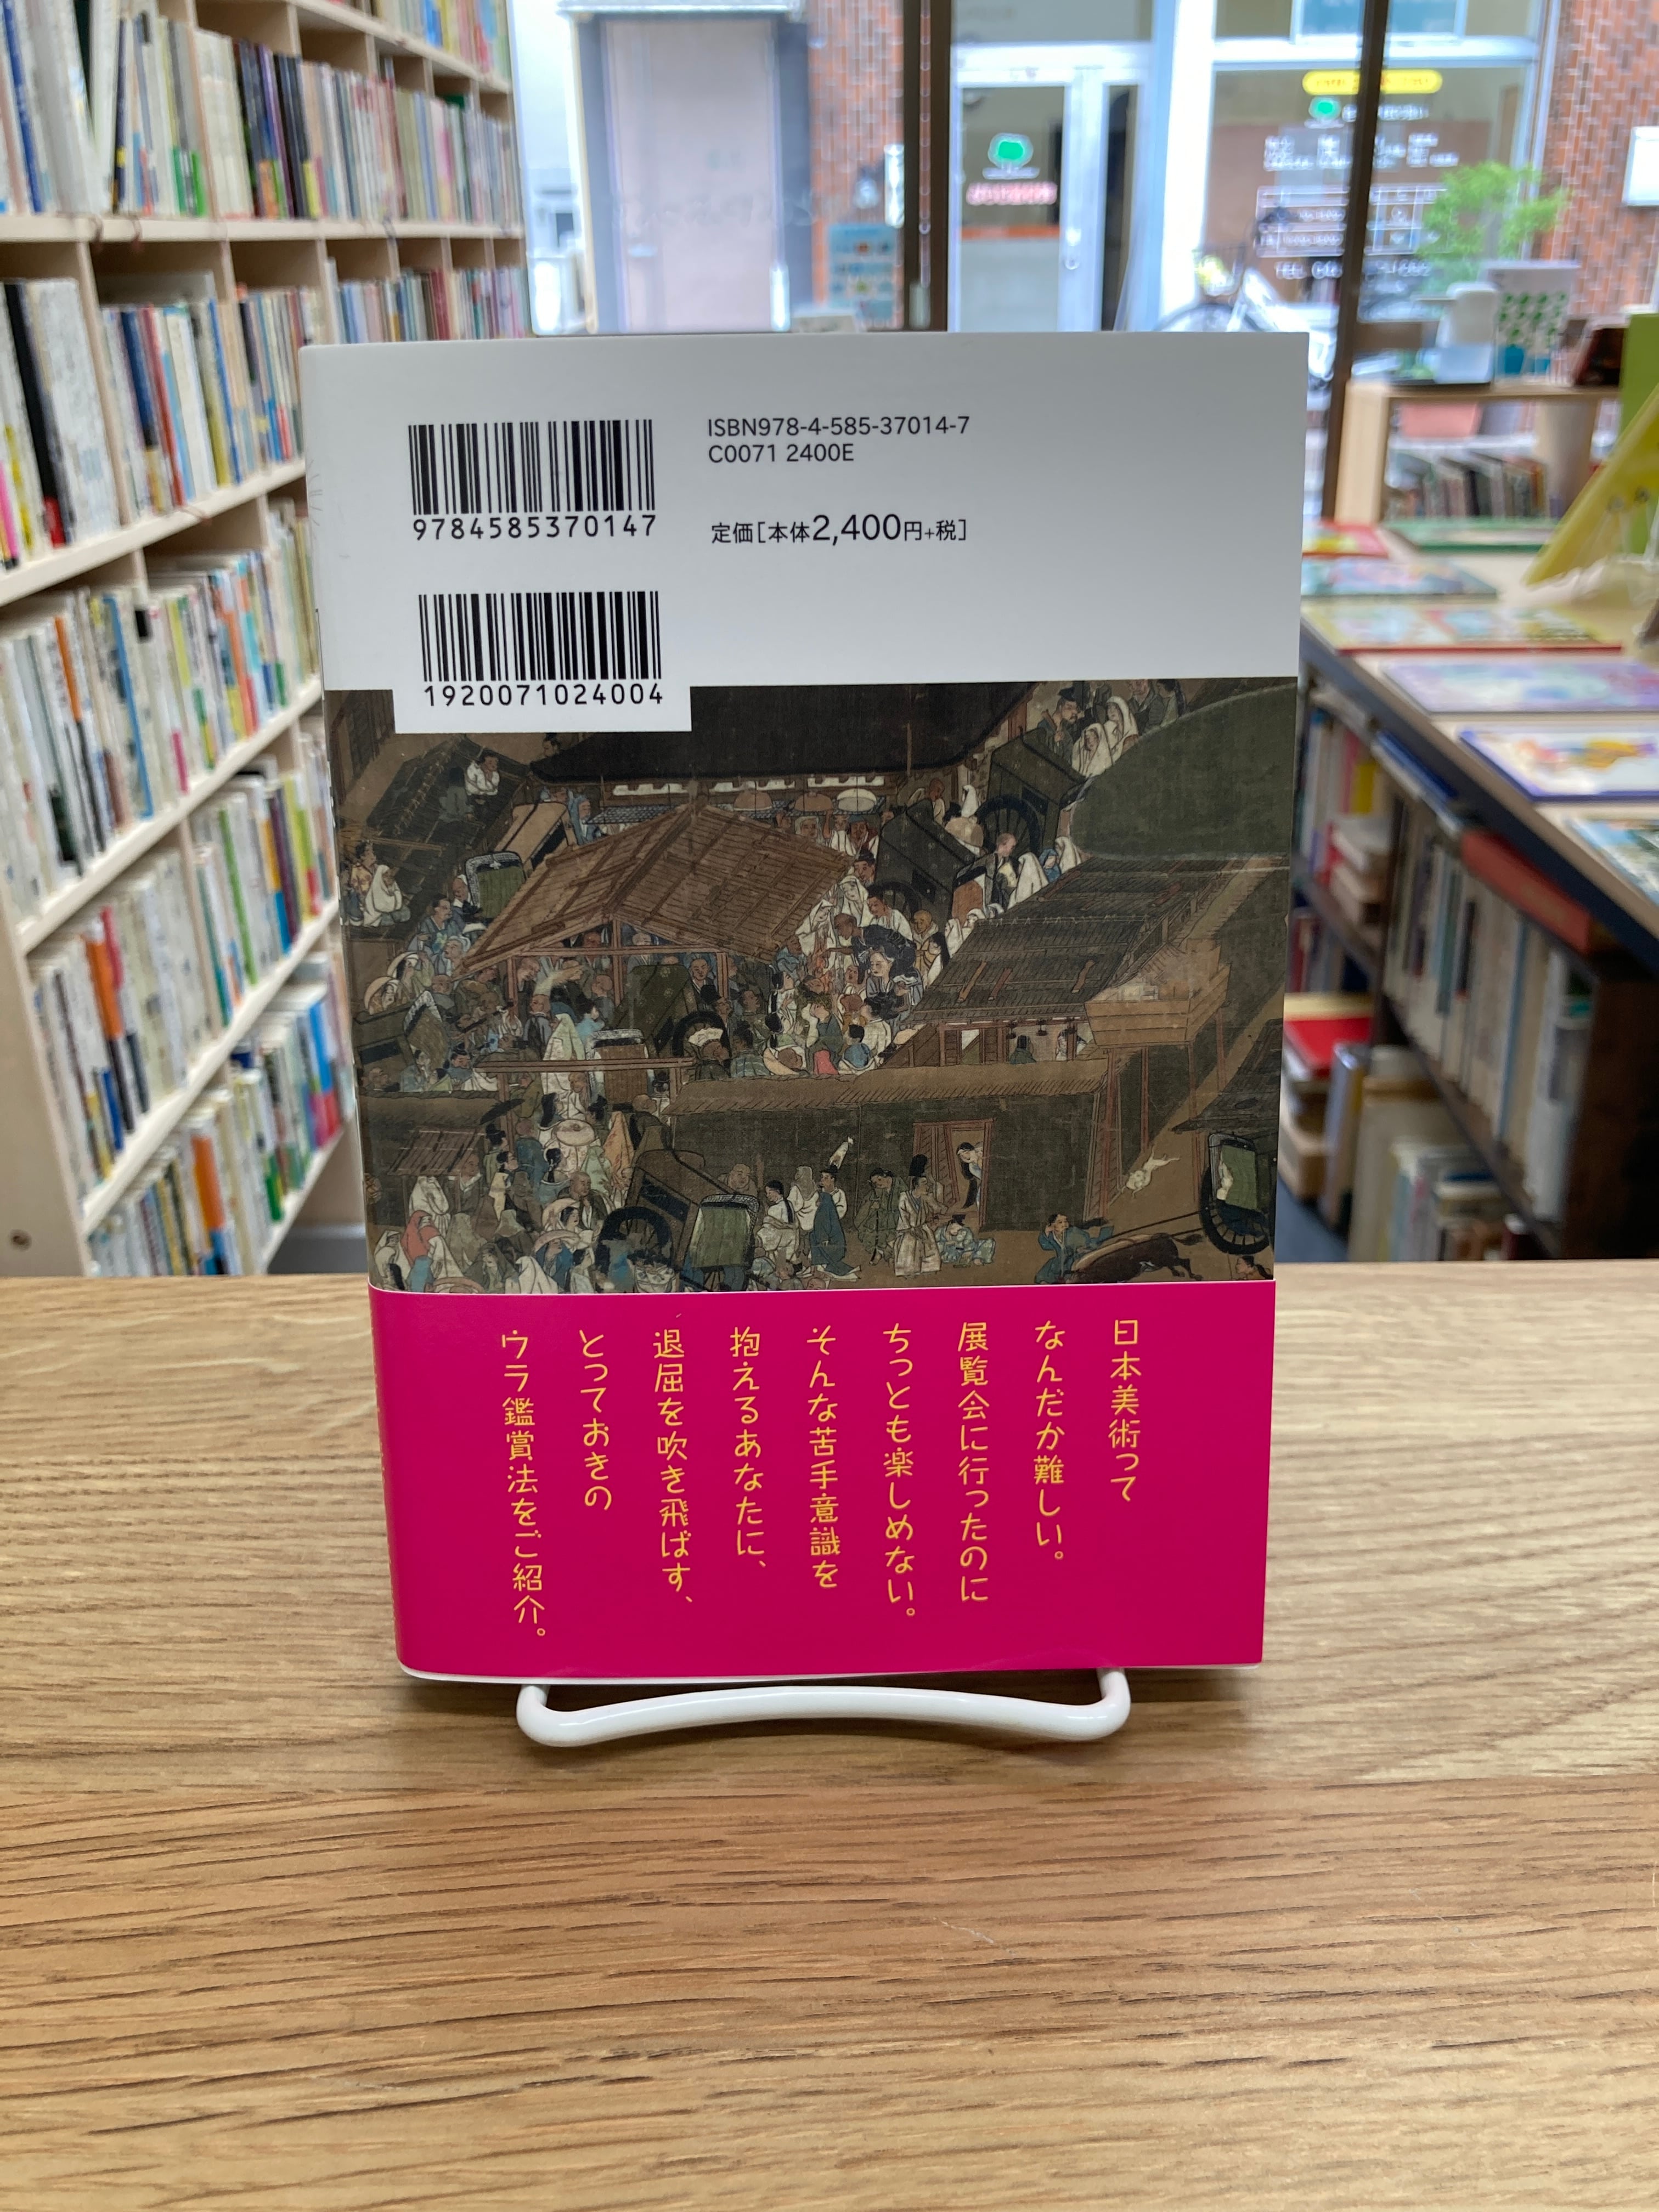 ISBN978-4-585-37014-7
C0071 2400E
定価[本体2,400円+税]
9784585370147
1920071024004
日本美術って
なんだか難しい。
展覧会に行ったのに
ちっとも楽しめない。
そんな苦手意識を
抱えるあなたに、
退屈を吹き飛ばす、
とっておきの
ウラ鑑賞法をご紹介。